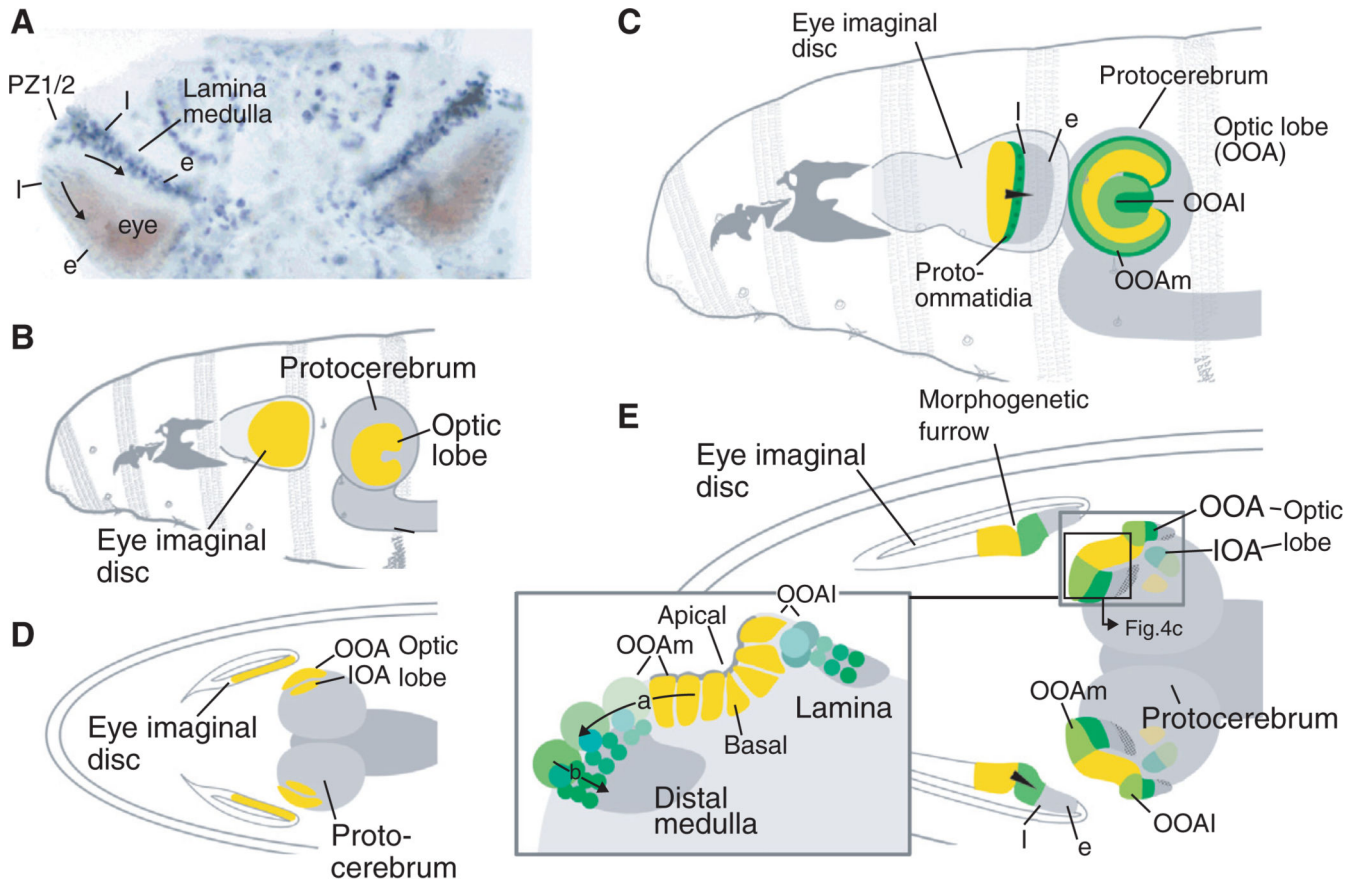 A
PZ1/2
l
Lamina
medulla
e
l
eye
e
B
Protocerebrum
Optic
lobe
Eye imaginal
disc
C
Eye imaginal
disc
l
e
Protocerebrum
Optic lobe
(OOA)
OOAl
OOAm
Proto-
ommatidia
D
OOA Optic
IOA lobe
Eye imaginal
disc
Proto-
cerebrum
E
Morphogenetic
furrow
Eye imaginal
disc
OOA Optic
IOA lobe
Fig.4c
OOAl
Apical
OOAm
a
Lamina
Basal
b
Distal
medulla
OOAm
Protocerebrum
OOAl
l
e